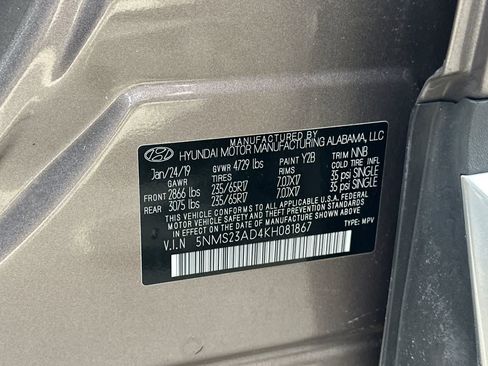 MANUFACTURED BY
HYUNDAI MOTOR MANUFACTURING ALABAMA, LLC
Jan/24/19 GVWR 4729 lbs PAINT Y2B TRIM NNB
GAWR TIRES RIMS COLD TIRE INFL
FRONT 2866 lbs 235/65R17 7.0JX17 35 psi SINGLE
REAR 3075 lbs 235/65R17 7.0JX17 35 psi SINGLE
THIS VEHICLE CONFORMS TO ALL APPLICABLE
U.S. FEDERAL MOTOR VEHICLE SAFETY STANDARDS
IN EFFECT ON THE DATE OF MANUFACTURE SHOWN ABOVE.
V.I.N 5NMS23AD4KH081867 TYPE: MPV